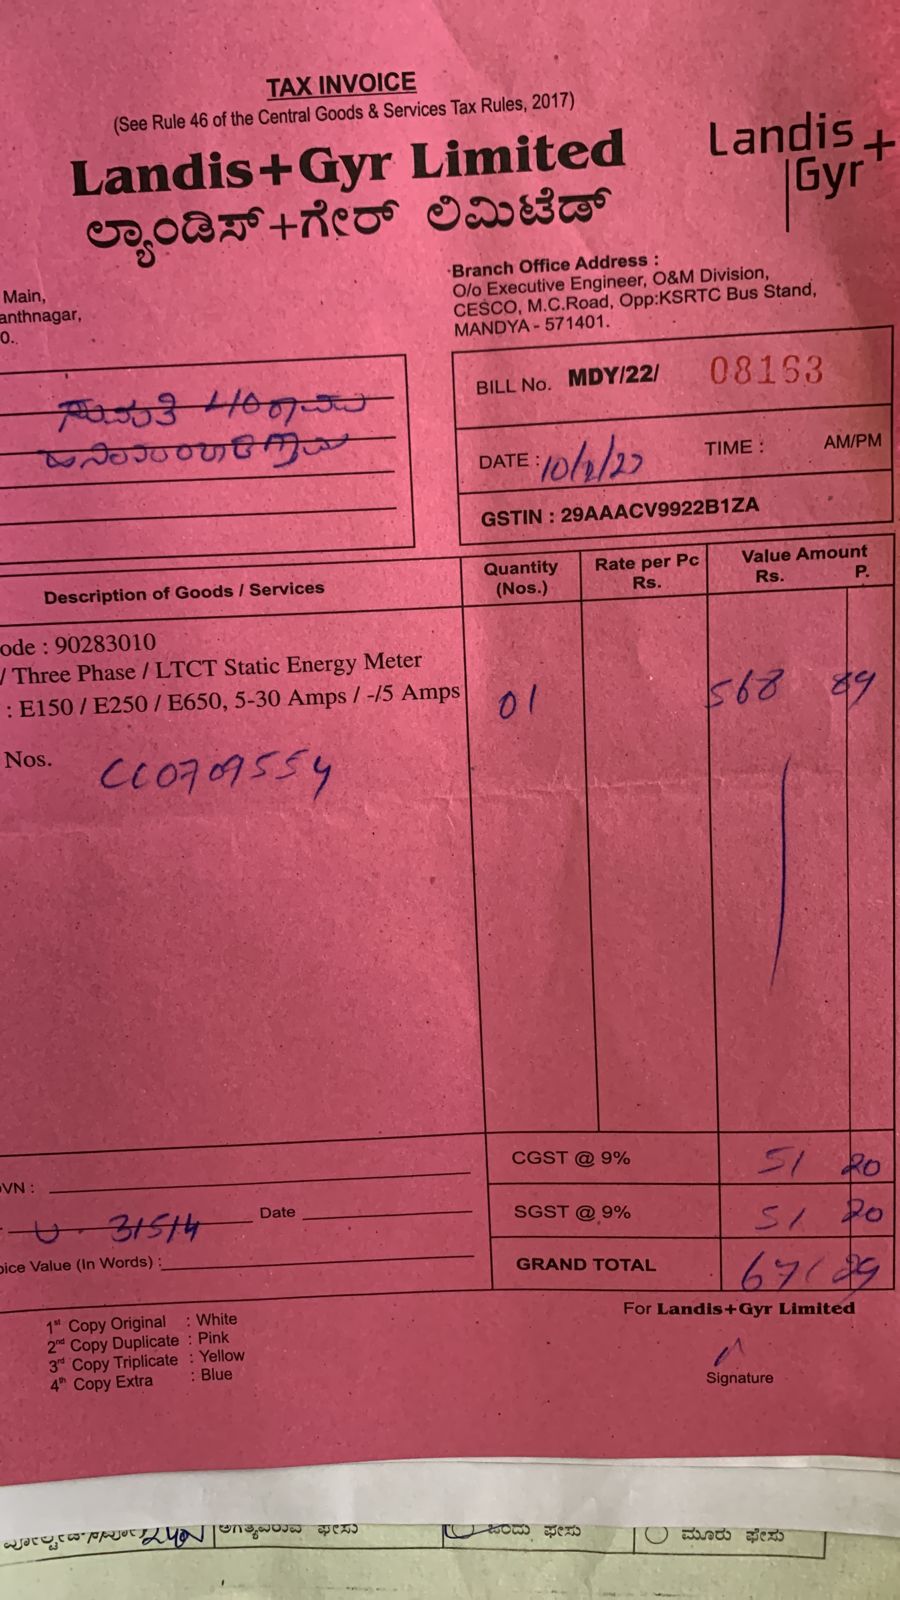 TAX INVOICE
(See Rule 46 of the Central Goods & Services Tax Rules, 2017)
Landis+Gyr Limited
ಲ್ಯಾಂಡಿಸ್+ಗೇರ್ ಲಿಮಿಟೆಡ್
Landis+
Gyr
Main,
anthnagar,
0.
Branch Office Address :
O/o Executive Engineer, O&M Division,
CESCO, M.C.Road, Opp:KSRTC Bus Stand,
MANDYA - 571401.
BILL No. MDY/22/ 08163
DATE : TIME : AM/PM
GSTIN : 29AAACV9922B1ZA
Description of Goods / Services
Quantity (Nos.)
Rate per Pc Rs.
Value Amount Rs. P.
ode : 90283010
/ Three Phase / LTCT Static Energy Meter
: E150 / E250 / E650, 5-30 Amps / -/5 Amps 01 568 89
Nos. CC0709554
CGST @ 9% 51 20
OVN :
SGST @ 9% 51 20
31514 Date
oice Value (In Words) :
GRAND TOTAL 671 29
For Landis+Gyr Limited
1st Copy Original : White
2nd Copy Duplicate : Pink
3rd Copy Triplicate : Yellow
4th Copy Extra : Blue
Signature
ಒಂದು ಫೇಸು ಮೂರು ಫೇಸು